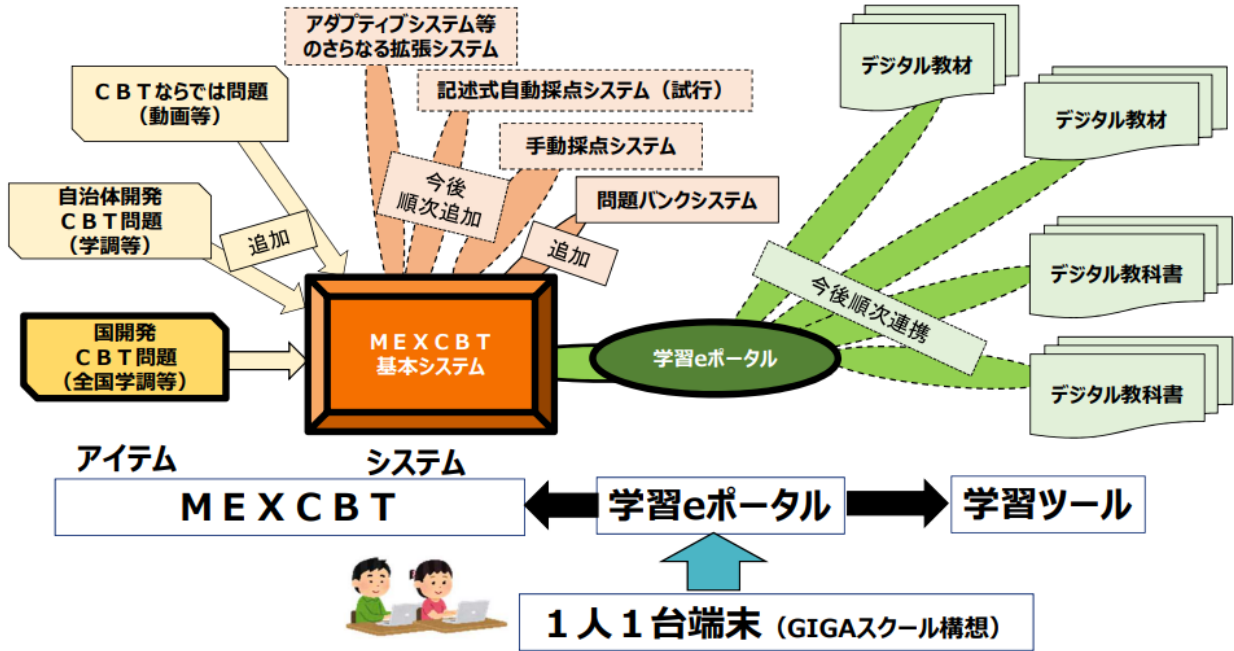 アダプティブシステム等
のさらなる拡張システム
CBTならでは問題
(動画等)
記述式自動採点システム(試行)
手動採点システム
問題バンクシステム
自治体開発
CBT問題
(学調等)
追加
今後
順次追加
追加
国開発
CBT問題
(全国学調等)
MEXCBT
基本システム
学習eポータル
今後順次連携
デジタル教材
デジタル教材
デジタル教科書
デジタル教科書
アイテム
システム
MEXCBT
学習eポータル
学習ツール
1人1台端末(GIGAスクール構想)